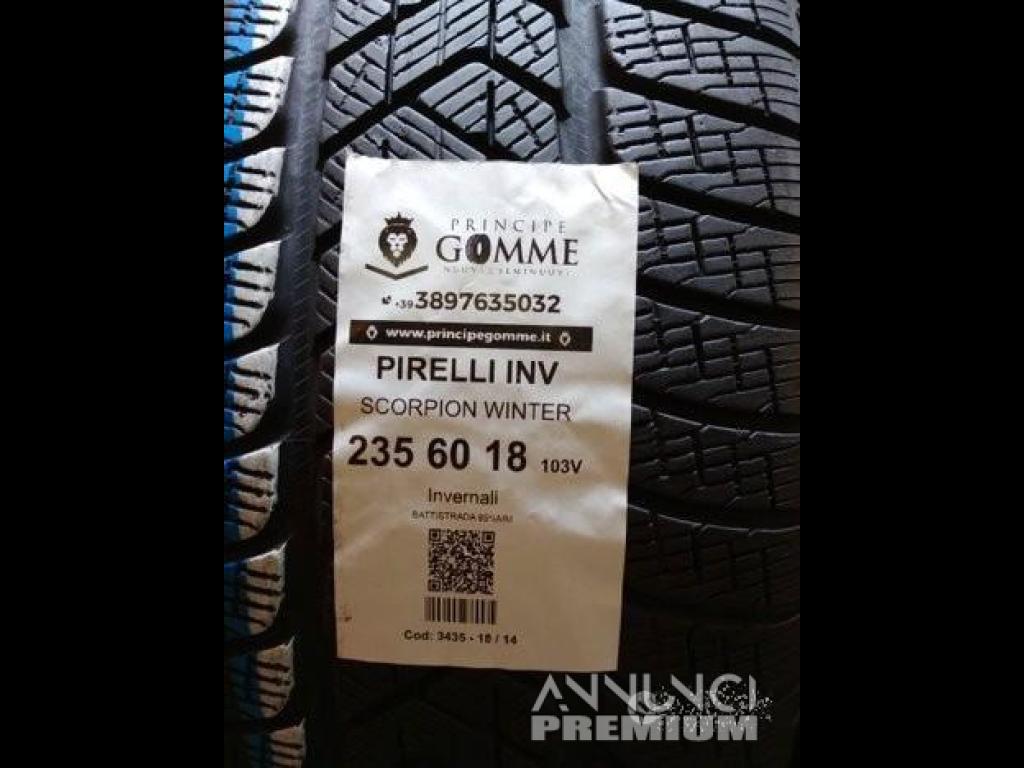 PRINCIPE
GOMME
+39 3897635032
www.principegomme.it
PIRELLI INV
SCORPION WINTER
235 60 18 103V
Invernali
BATTISTRADA
Cod: 3435 - 18 / 14
ANNUNCI
PREMIUM